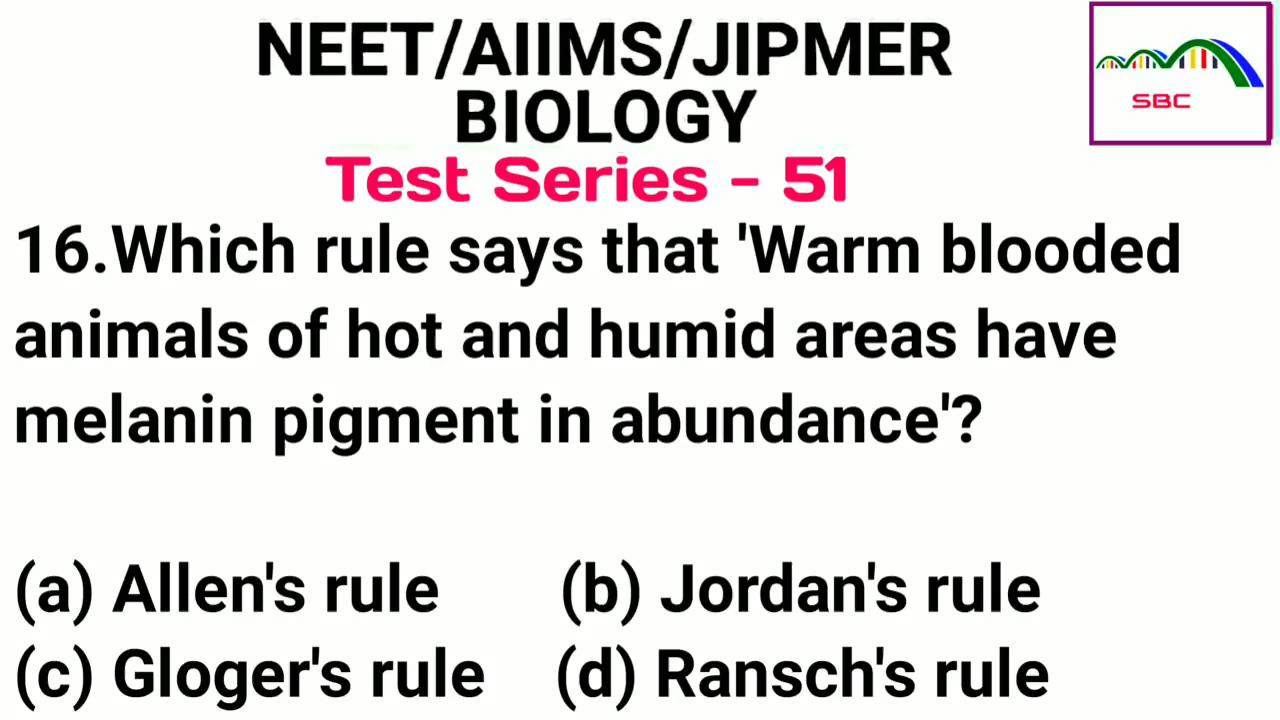 NEET/AIIMS/JIPMER
BIOLOGY
SBC
Test Series - 51
16.Which rule says that 'Warm blooded
animals of hot and humid areas have
melanin pigment in abundance'?
(a) Allen's rule (b) Jordan's rule
(c) Gloger's rule (d) Ransch's rule